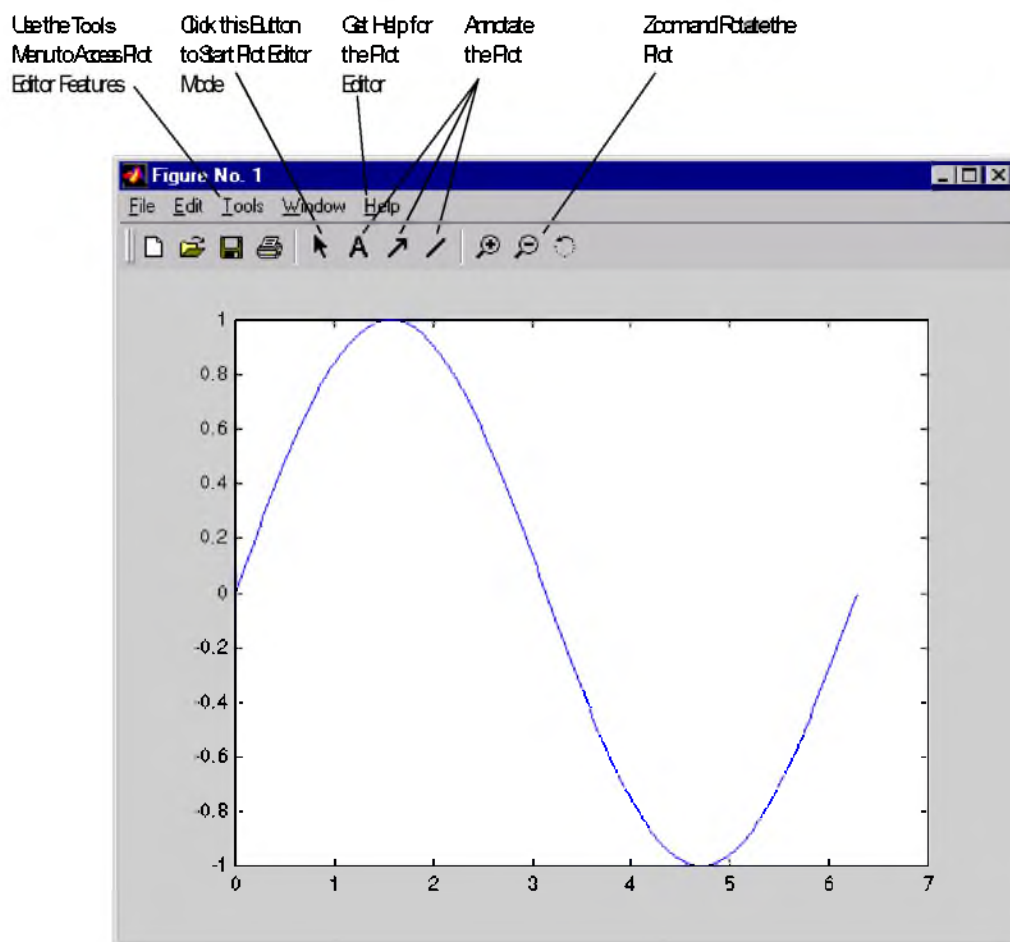 Use the Tools
Menu to Access Plot
Editor Features
Click this Button
to Start Plot Editor
Mode
Get Help for
the Plot
Editor
Annotate
the Plot
Zoom and Rotate the
Plot
Figure No. 1
File Edit Tools Window Help
A
1
0.8
0.6
0.4
0.2
0
-0.2
-0.4
-0.6
-0.8
-1
0 1 2 3 4 5 6 7